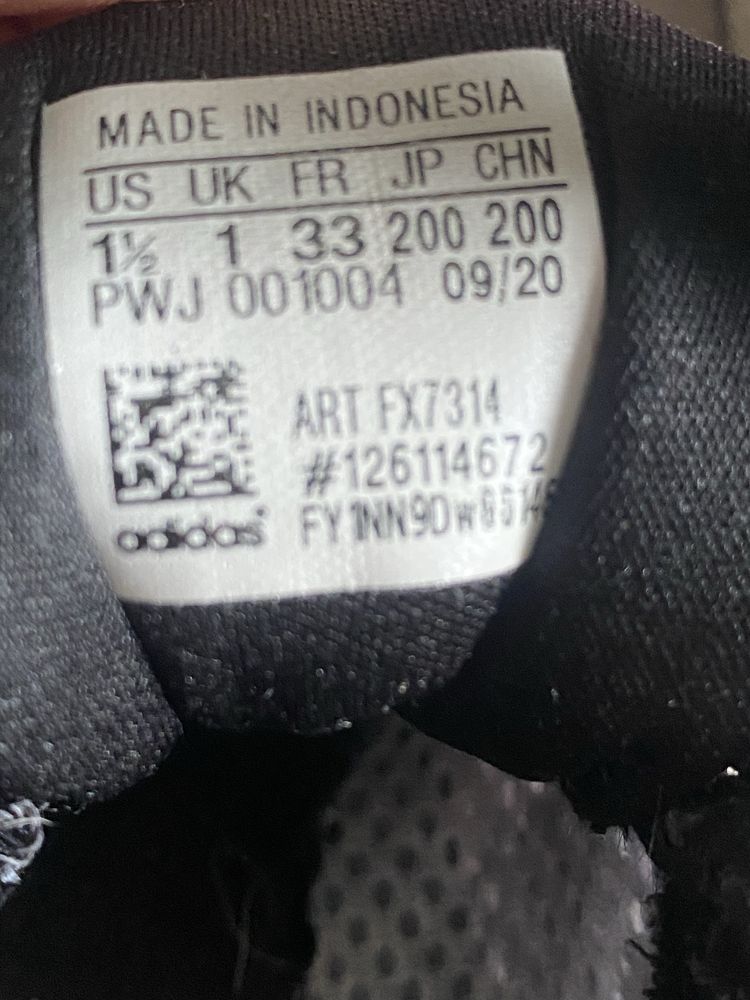 MADE IN INDONESIA
US UK FR JP CHN
1½ 1 33 200 200
PWJ 001004 09/20
ART FX7314
#126114672
adidas